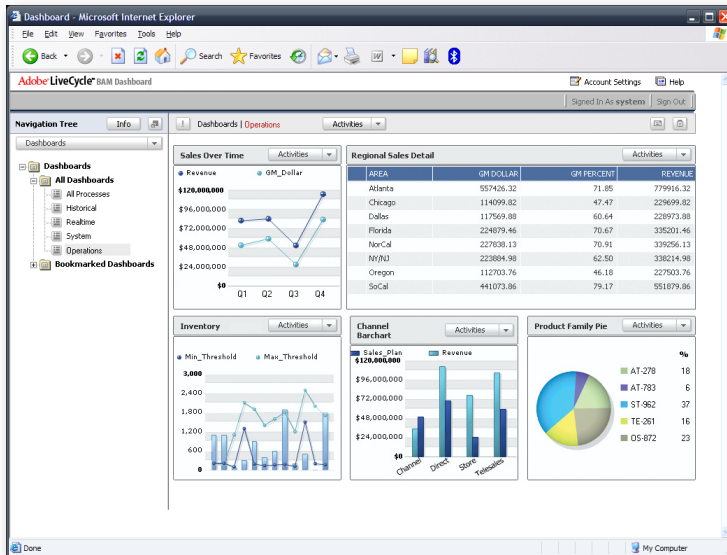 Dashboard - Microsoft Internet Explorer
File Edit View Favorites Tools Help
Back Search Favorites
Adobe LiveCycle™ BAM Dashboard Account Settings Help
Signed In As system Sign Out
Navigation Tree Info ! Dashboards | Operations Activities
Dashboards
Dashboards
All Dashboards
All Processes
Historical
Realtime
System
Operations
Bookmarked Dashboards
Sales Over Time Activities
Revenue GM_Dollar
$120,000,000
$96,000,000
$72,000,000
$48,000,000
$24,000,000
$0
Q1 Q2 Q3 Q4
Regional Sales Detail Activities
AREA GM DOLLAR GM PERCENT REVENUE
Atlanta 557426.32 71.85 779916.32
Chicago 114099.82 47.47 229699.82
Dallas 117569.88 60.64 228973.88
Florida 224879.46 70.67 335201.46
NorCal 227838.13 70.91 339256.13
NY/NJ 223884.98 62.50 338214.98
Oregon 112703.76 46.18 227503.76
SoCal 441073.86 79.17 551879.86
Inventory Activities
Min_Threshold Max_Threshold
3,000
2,400
1,800
1,200
600
0
Channel Barchart Activities
Sales_Plan Revenue
$120,000,000
$96,000,000
$72,000,000
$48,000,000
$24,000,000
$0
Channel Direct Store Telesales
Product Family Pie Activities
%
AT-278 18
AT-783 6
ST-962 37
TE-261 16
OS-872 23
Done My Computer